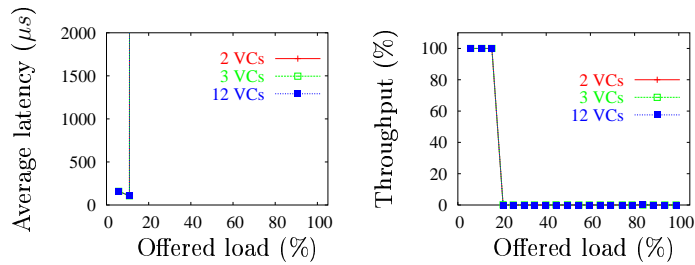 Average latency (μs)
2000
1500
1000
500
0
0 20 40 60 80 100
2 VCs
3 VCs
12 VCs
Offered load (%)
Throughput (%)
100
80
60
40
20
0
0 20 40 60 80 100
2 VCs
3 VCs
12 VCs
Offered load (%)